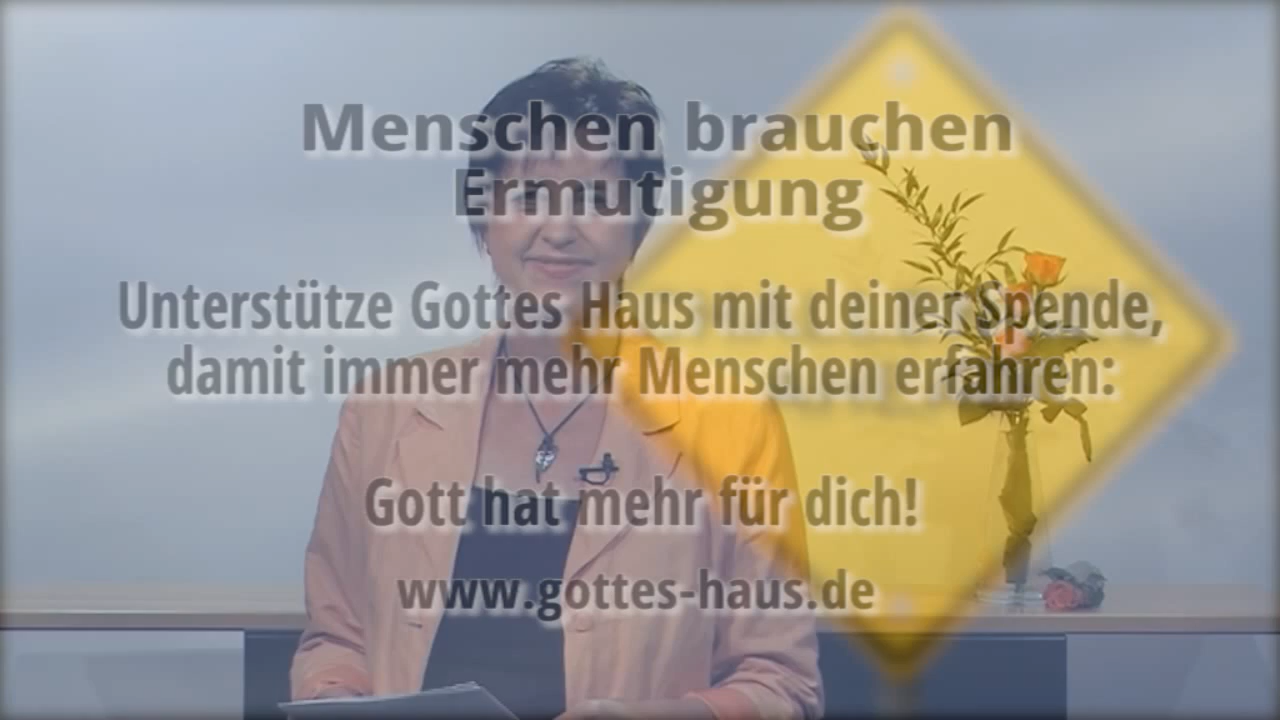 Menschen brauchen
Ermutigung
Unterstütze Gottes Haus mit deiner Spende,
damit immer mehr Menschen erfahren:
Gott hat mehr für dich!
www.gottes-haus.de